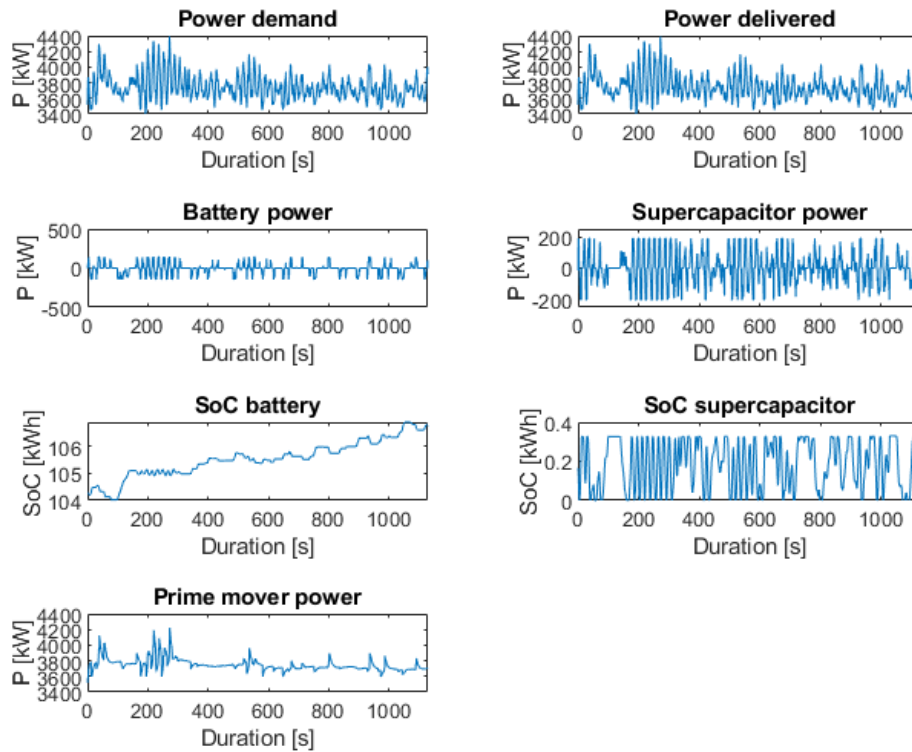 Power demand
4400
4200
4000
3800
3600
3400
P [kW]
0 200 400 600 800 1000
Duration [s]
Power delivered
4400
4200
4000
3800
3600
3400
P [kW]
0 200 400 600 800 1000
Duration [s]
Battery power
500
0
-500
P [kW]
0 200 400 600 800 1000
Duration [s]
Supercapacitor power
200
0
-200
P [kW]
0 200 400 600 800 1000
Duration [s]
SoC battery
106
105
104
SoC [kWh]
0 200 400 600 800 1000
Duration [s]
SoC supercapacitor
0.4
0.2
0
SoC [kWh]
0 200 400 600 800 1000
Duration [s]
Prime mover power
4400
4200
4000
3800
3600
3400
P [kW]
0 200 400 600 800 1000
Duration [s]